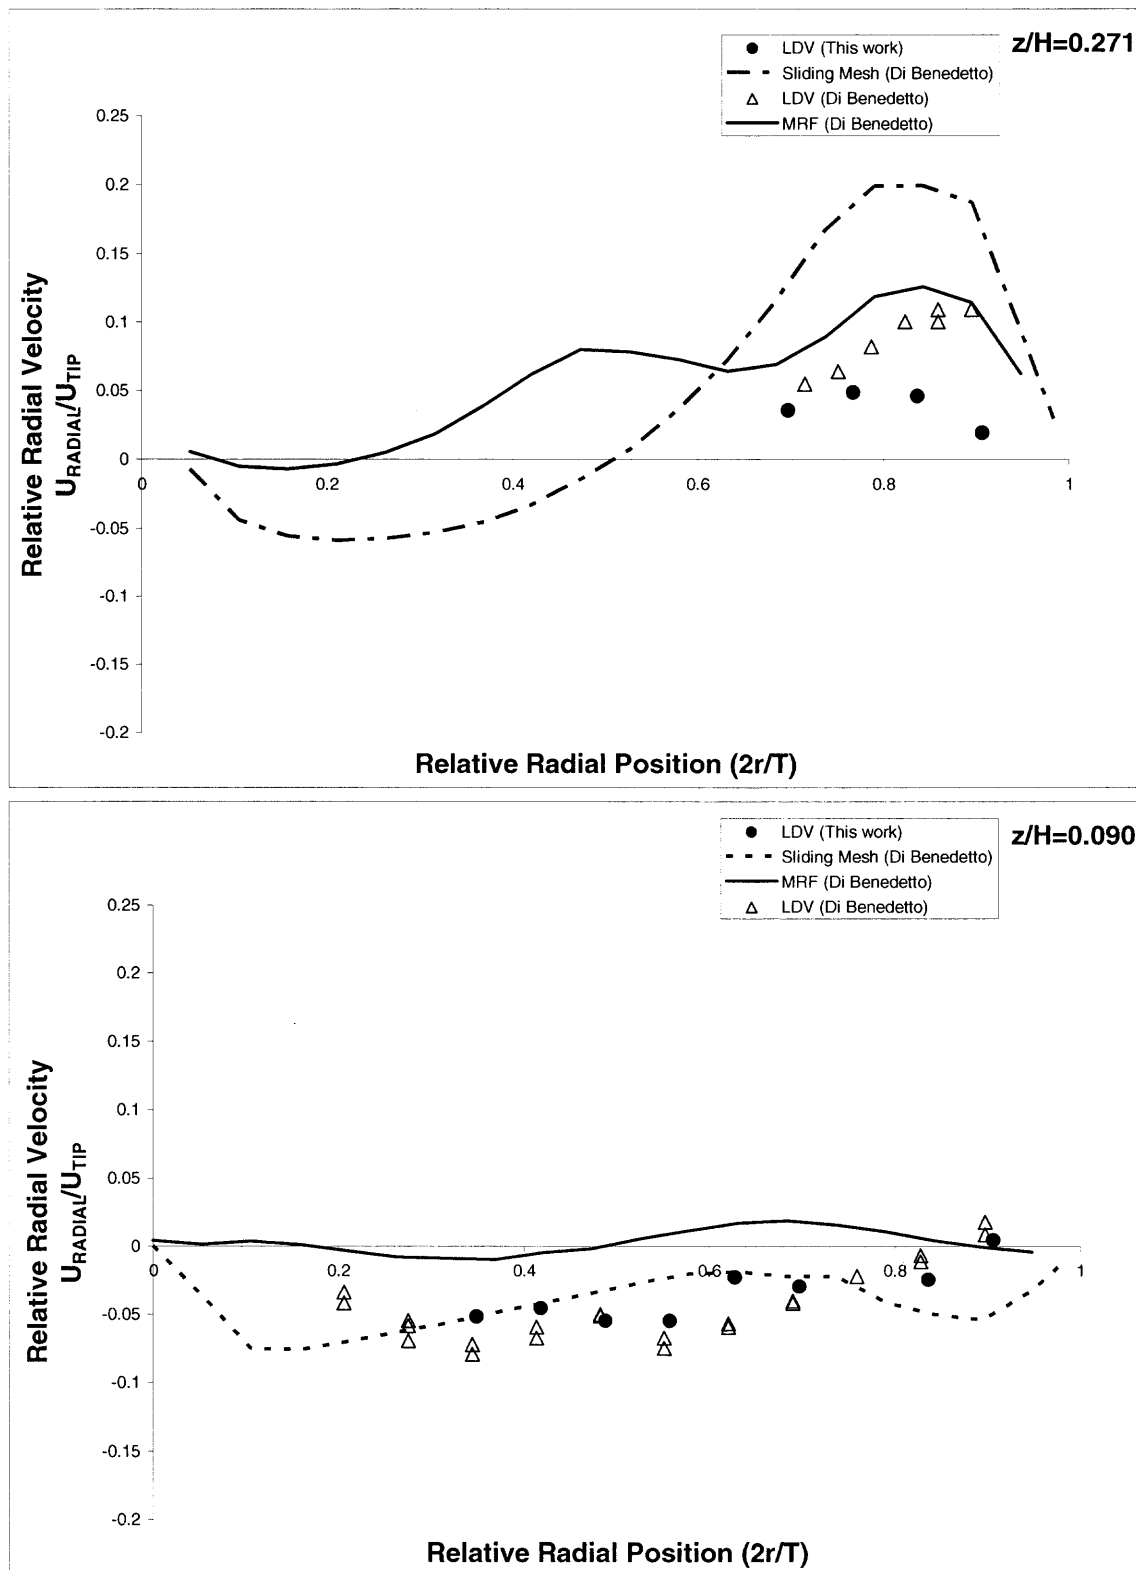 z/H=0.271
LDV (This work)
Sliding Mesh (Di Benedetto)
LDV (Di Benedetto)
MRF (Di Benedetto)
0.25
0.2
0.15
0.1
0.05
0
-0.05
-0.1
-0.15
-0.2
0
0.2
0.4
0.6
0.8
1
Relative Radial Velocity
U_RADIAL/U_TIP
Relative Radial Position (2r/T)
z/H=0.090
LDV (This work)
Sliding Mesh (Di Benedetto)
MRF (Di Benedetto)
LDV (Di Benedetto)
0.25
0.2
0.15
0.1
0.05
0
-0.05
-0.1
-0.15
-0.2
0
0.2
0.4
0.6
0.8
1
Relative Radial Velocity
U_RADIAL/U_TIP
Relative Radial Position (2r/T)